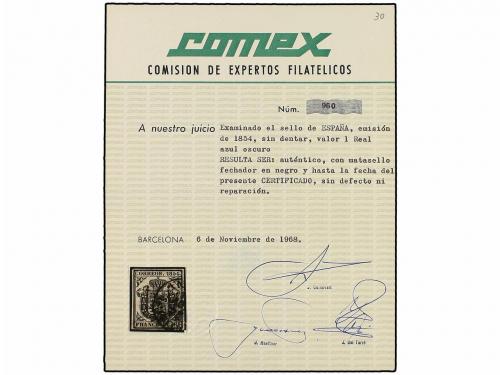 30
comex
COMISION DE EXPERTOS FILATELICOS
Núm. 960
A nuestro juicio Examinado el sello de ESPAÑA, emisión
de 1854, sin dentar, valor 1 Real
azul oscuro
RESULTA SER: auténtico, con matasello
fechador en negro y hasta la fecha del
presente CERTIFICADO, sin defecto ni
reparación.
BARCELONA 6 de Noviembre de 1968.
CORREOS. 1854
FRANCO